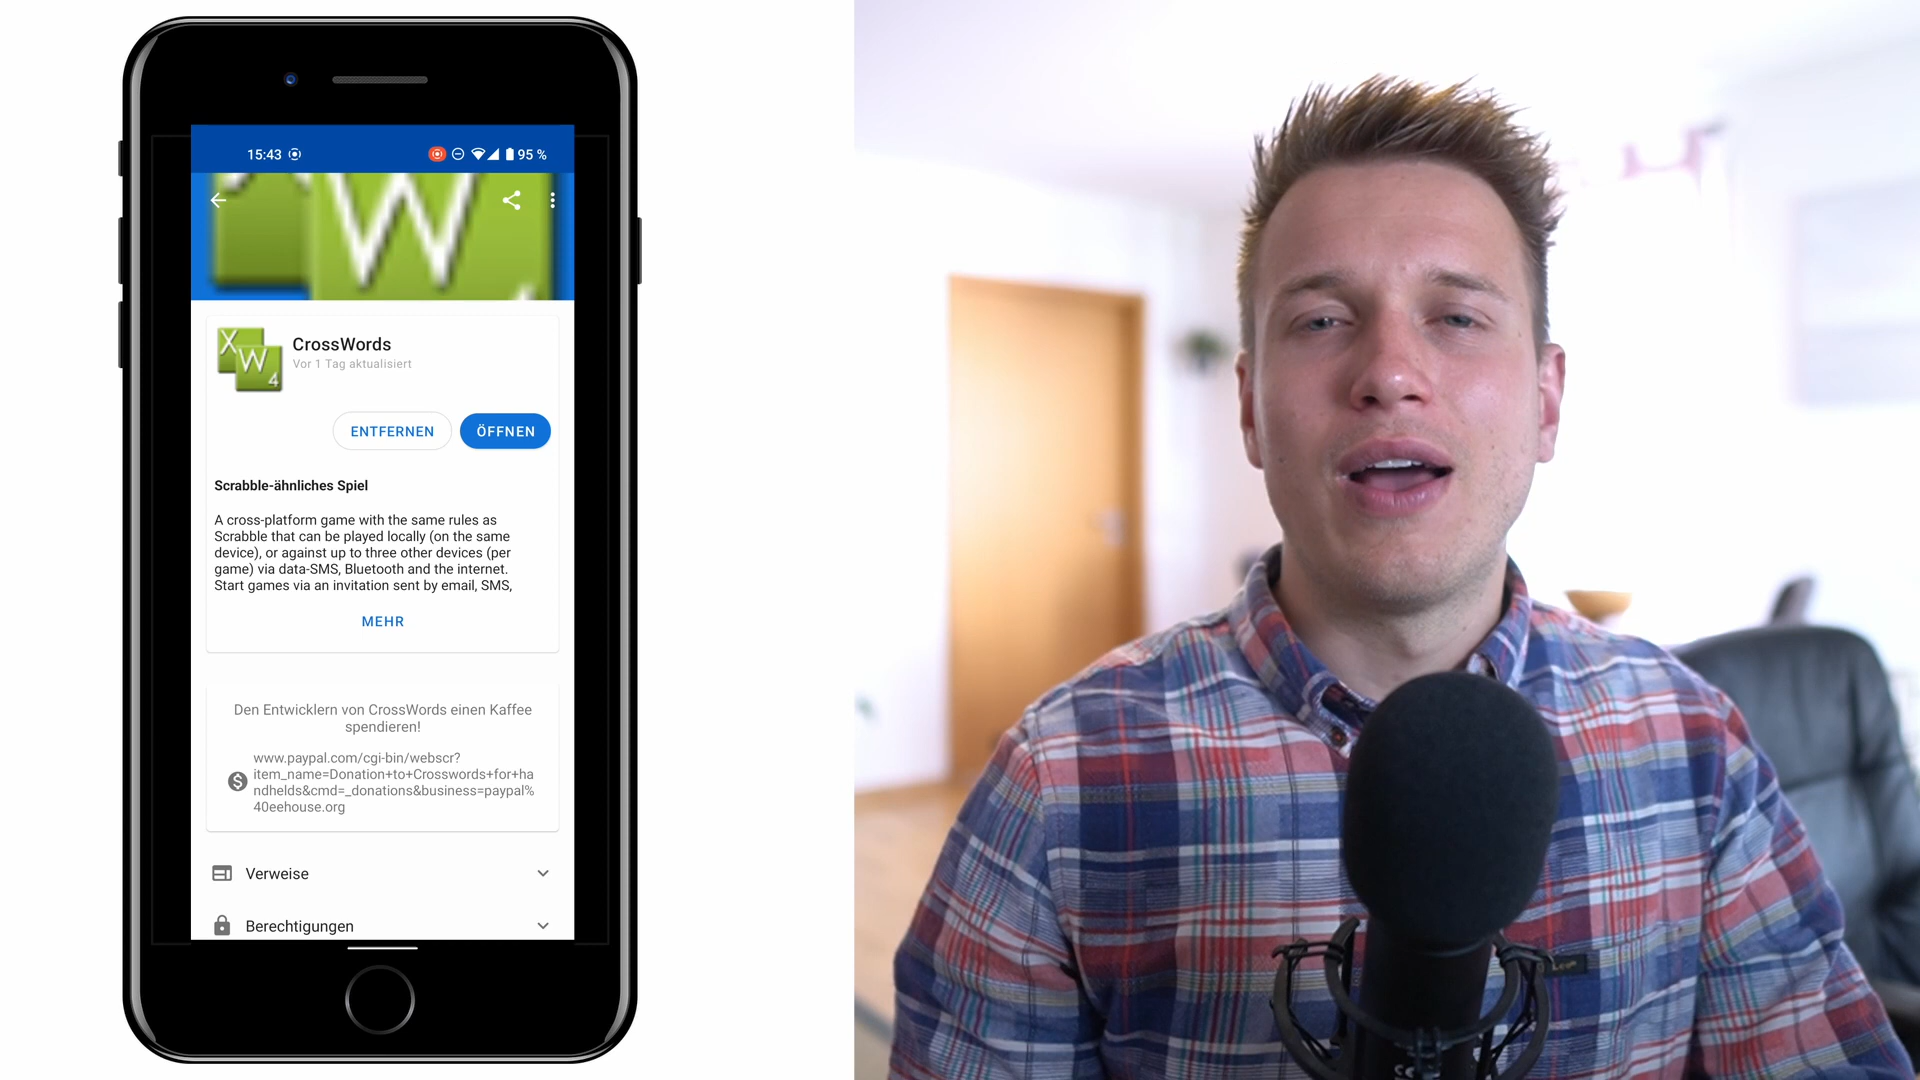 15:43
95 %
W
X
W
4
CrossWords
Vor 1 Tag aktualisiert
ENTFERNEN
ÖFFNEN
Scrabble-ähnliches Spiel
A cross-platform game with the same rules as
Scrabble that can be played locally (on the same
device), or against up to three other devices (per
game) via data-SMS, Bluetooth and the internet.
Start games via an invitation sent by email, SMS,
MEHR
Den Entwicklern von CrossWords einen Kaffee
spendieren!
www.paypal.com/cgi-bin/webscr?
item_name=Donation+to+Crosswords+for+ha
ndhelds&cmd=_donations&business=paypal%
40eehouse.org
Verweise
Berechtigungen